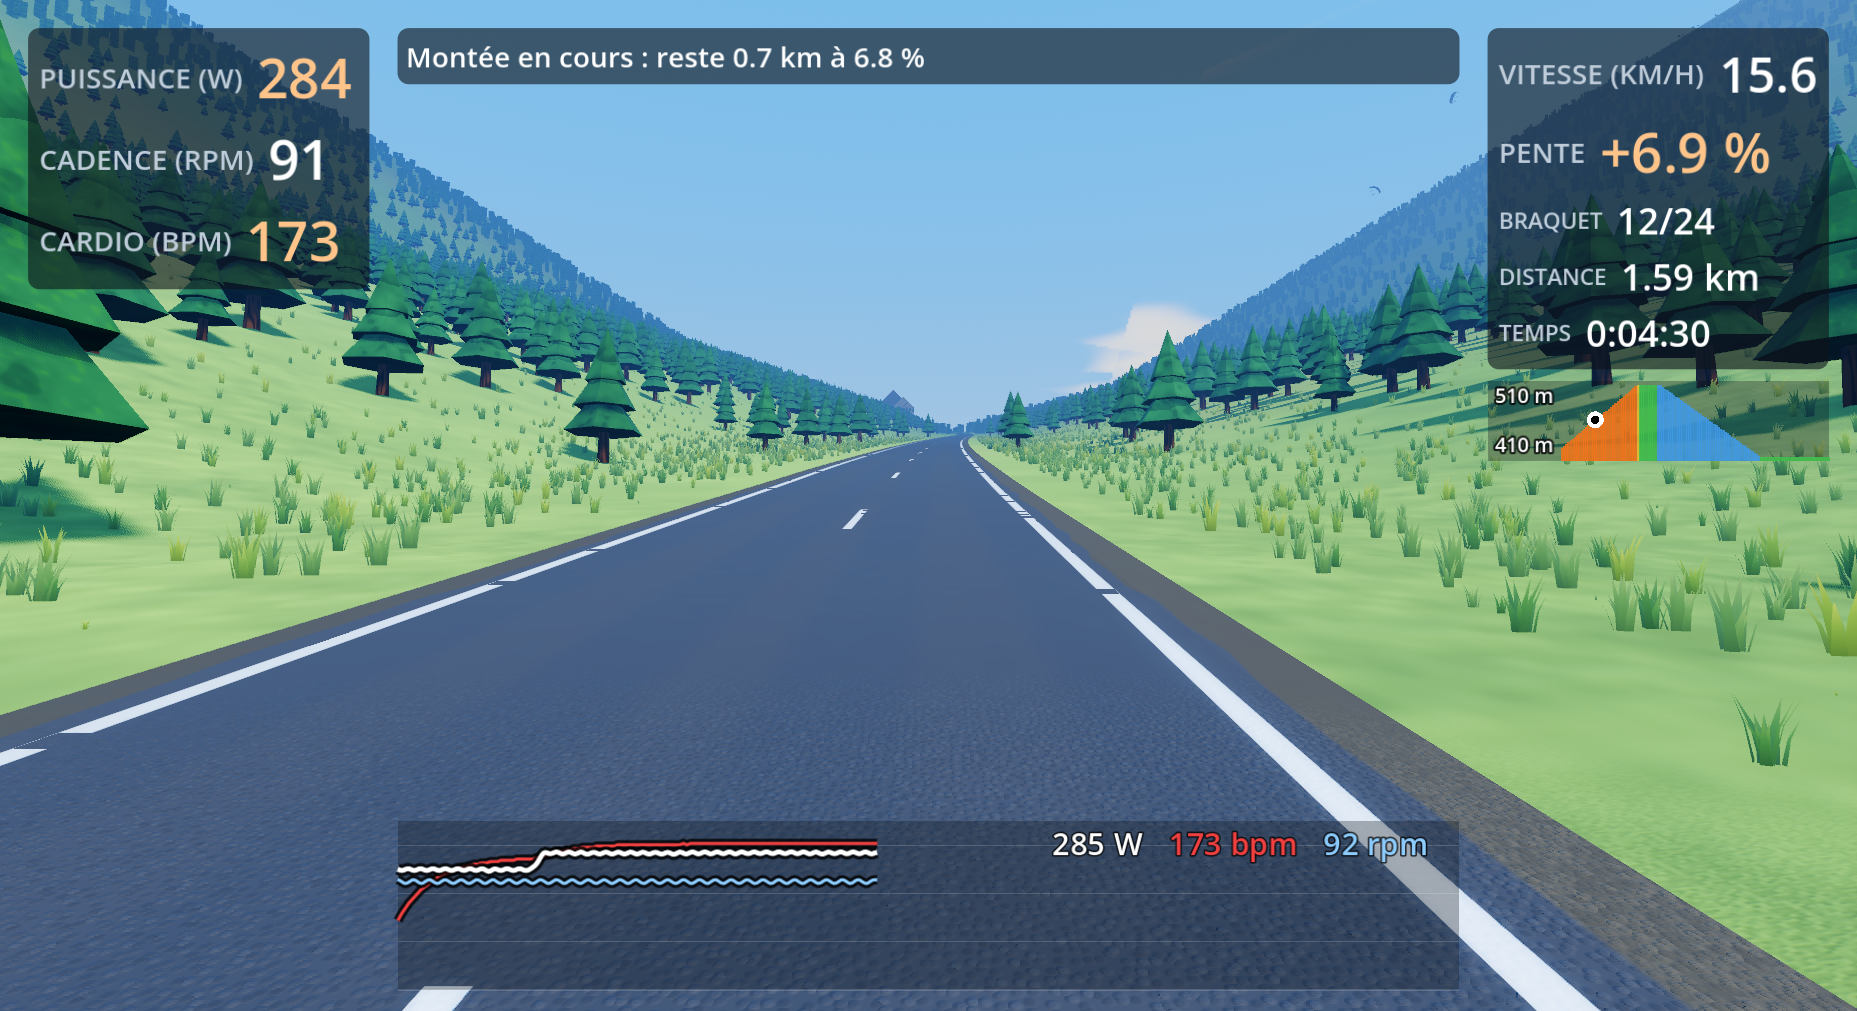 PUISSANCE (W) 284
CADENCE (RPM) 91
CARDIO (BPM) 173
Montée en cours : reste 0.7 km à 6.8 %
VITESSE (KM/H) 15.6
PENTE +6.9 %
BRAQUET 12/24
DISTANCE 1.59 km
TEMPS 0:04:30
510 m
410 m
285 W 173 bpm 92 rpm